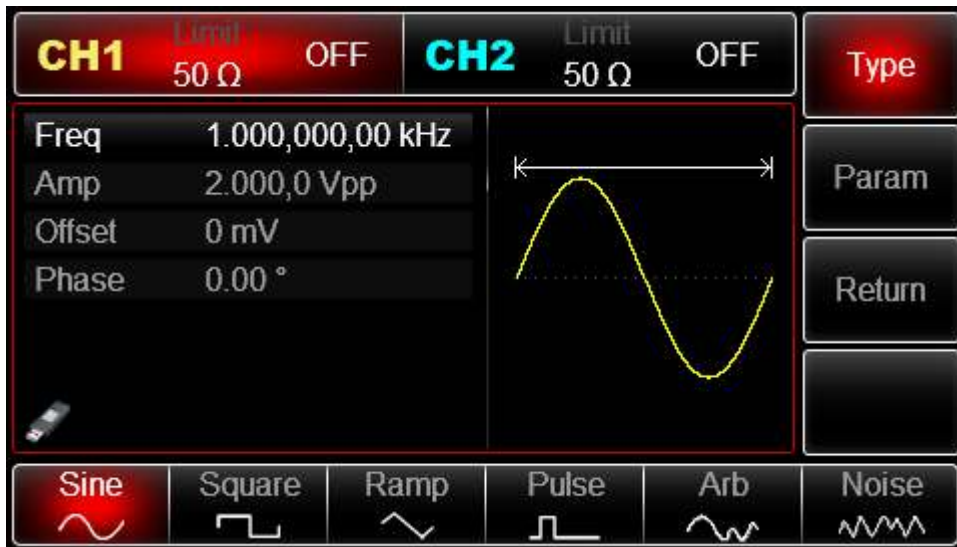 CH1 Limit 50 Ω OFF CH2 Limit 50 Ω OFF
Type
Freq 1.000,000,00 kHz
Amp 2.000,0 Vpp
Offset 0 mV
Phase 0.00 °
Param
Return
Sine Square Ramp Pulse Arb Noise